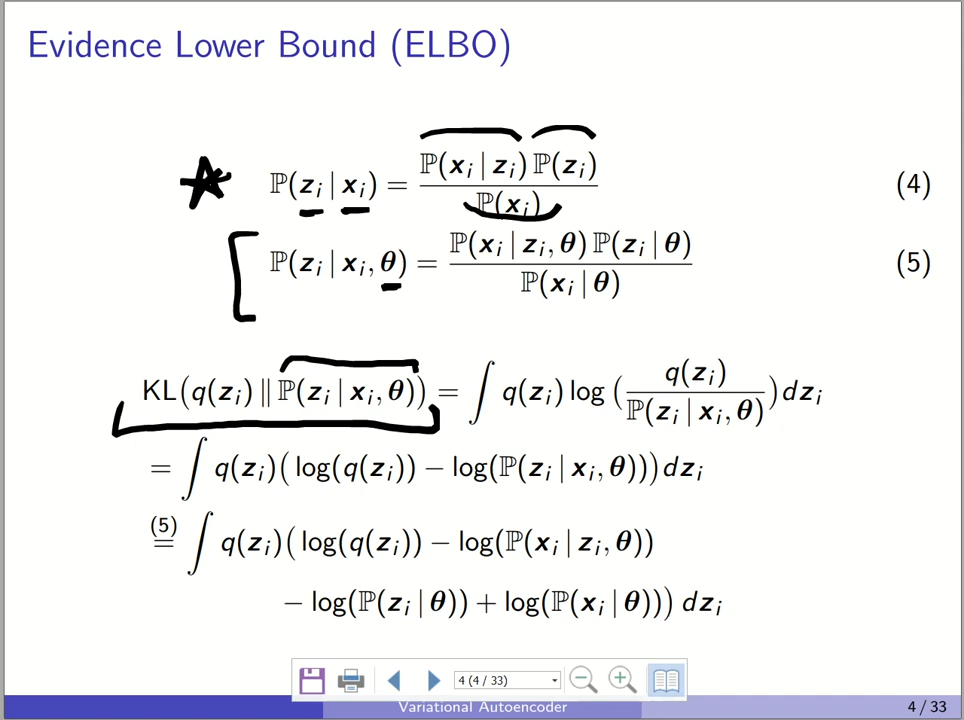 Evidence Lower Bound (ELBO)
ℙ(z_i | x_i) = ℙ(x_i | z_i) ℙ(z_i) / ℙ(x_i) (4)
ℙ(z_i | x_i, θ) = ℙ(x_i | z_i, θ) ℙ(z_i | θ) / ℙ(x_i | θ) (5)
KL(q(z_i) ‖ ℙ(z_i | x_i, θ)) = ∫ q(z_i) log ( q(z_i) / ℙ(z_i | x_i, θ) ) dz_i
= ∫ q(z_i)( log(q(z_i)) − log(ℙ(z_i | x_i, θ)) ) dz_i
(5)= ∫ q(z_i)( log(q(z_i)) − log(ℙ(x_i | z_i, θ))
− log(ℙ(z_i | θ)) + log(ℙ(x_i | θ)) ) dz_i
4 (4 / 33)
Variational Autoencoder 4 / 33